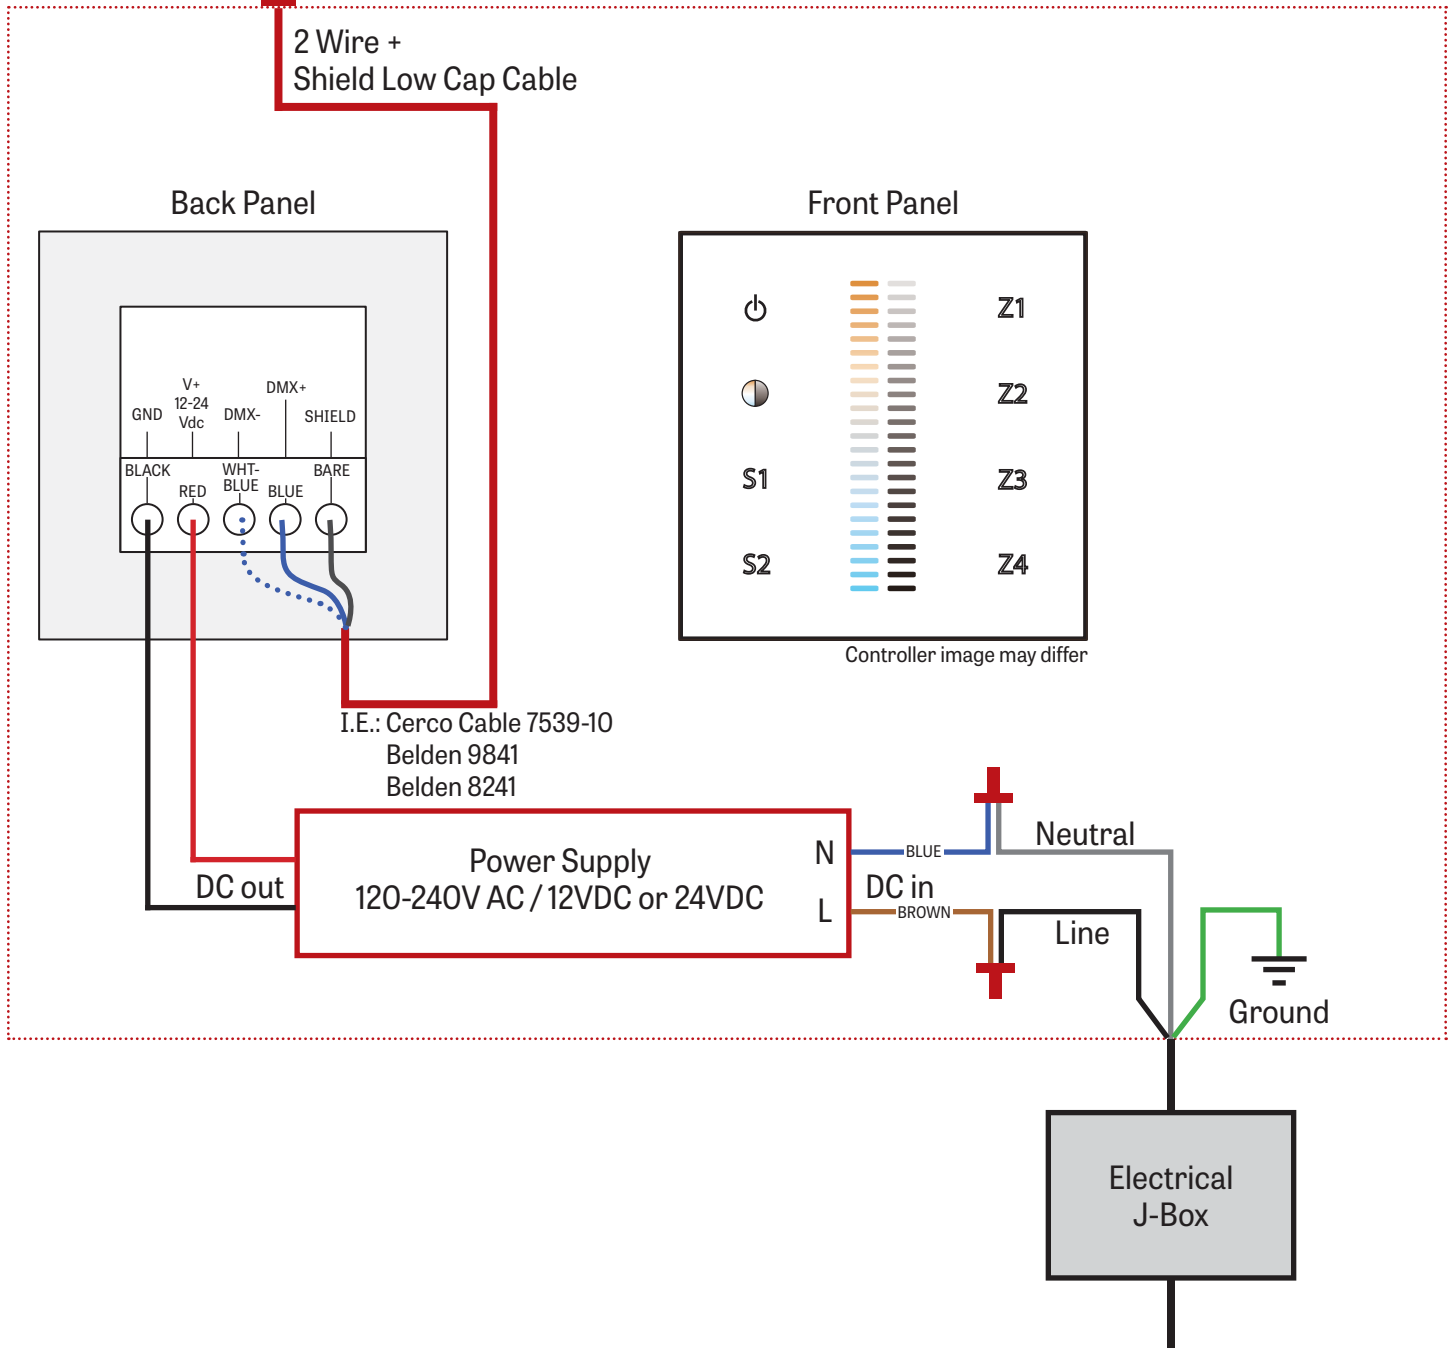 2 Wire +
Shield Low Cap Cable
Back Panel
GND
V+
12-24
Vdc
DMX-
DMX+
SHIELD
BLACK
RED
WHT-
BLUE
BLUE
BARE
Front Panel
Z1
Z2
S1
Z3
S2
Z4
Controller image may differ
I.E.: Cerco Cable 7539-10
Belden 9841
Belden 8241
DC out
Power Supply
120-240V AC / 12VDC or 24VDC
N
L
BLUE
DC in
BROWN
Neutral
Line
Ground
Electrical
J-Box